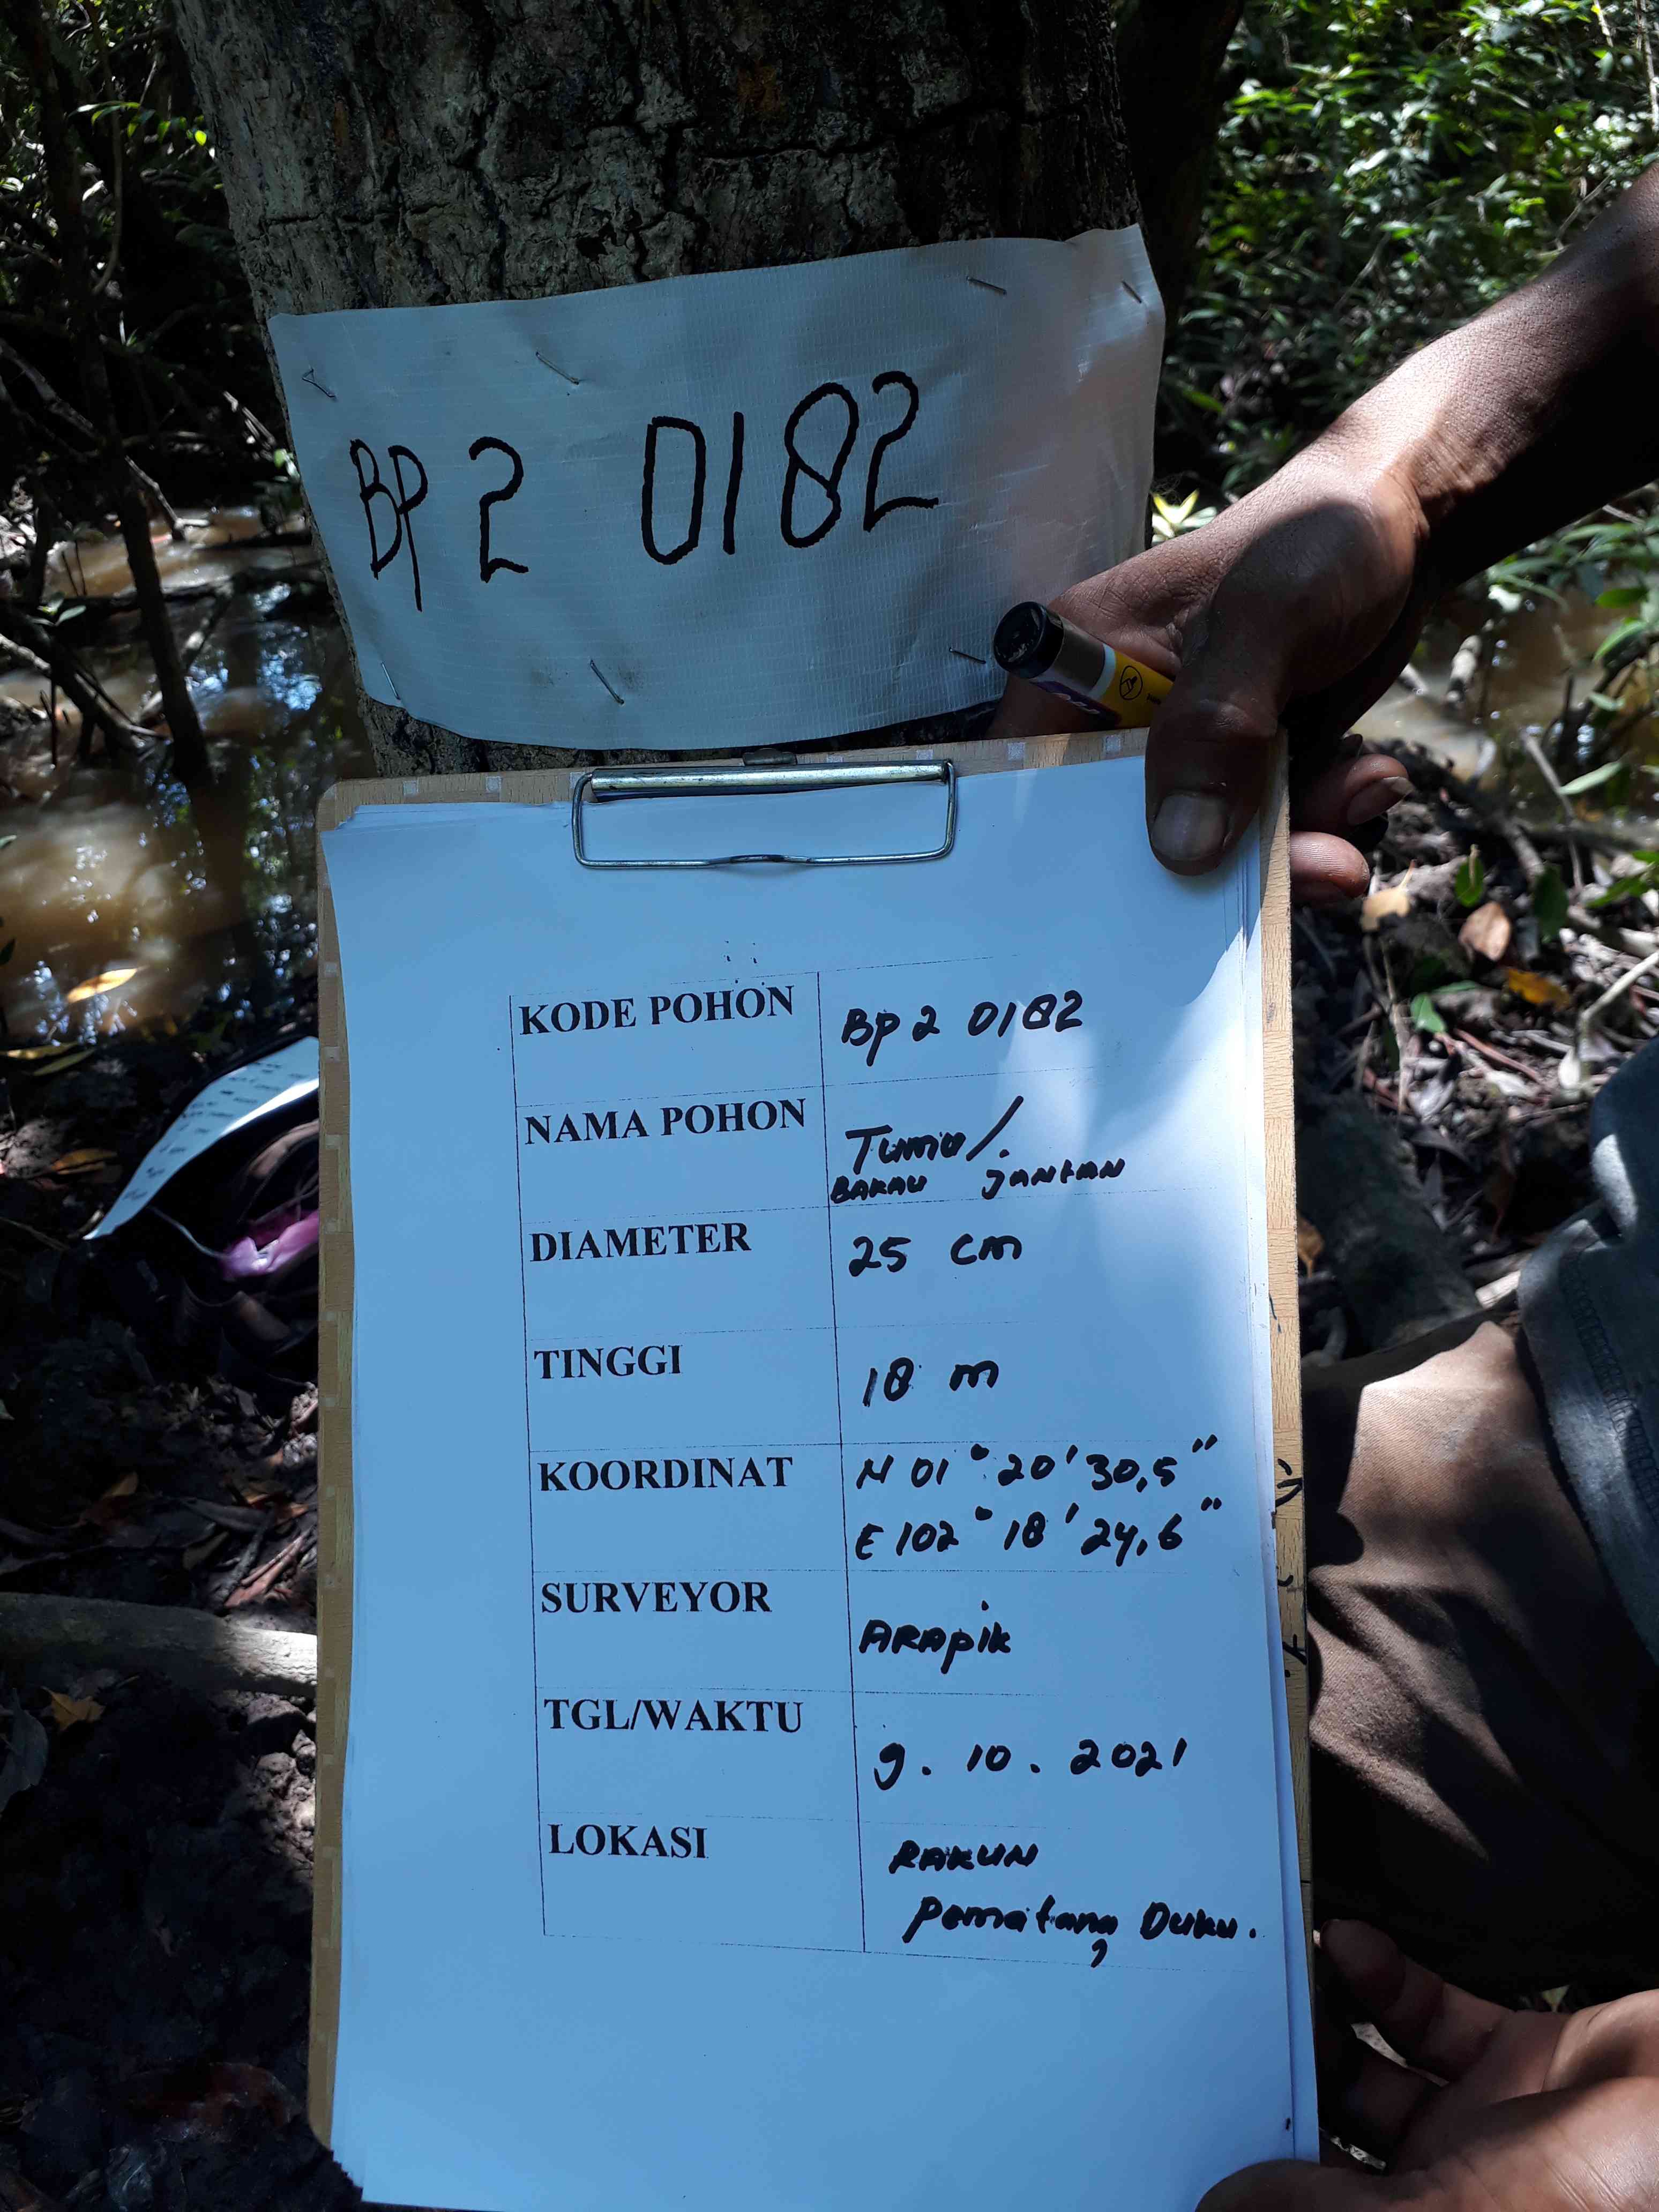 BP 2 0182
KODE POHON Bp 2 0182
NAMA POHON Tumu/.
BAKAU JANTAN
DIAMETER 25 cm
TINGGI 18 m
KOORDINAT N 01° 20' 30,5"
E 102° 18' 24,6"
SURVEYOR ARApik
TGL/WAKTU 9. 10. 2021
LOKASI RAKUN
Pematang Duku.